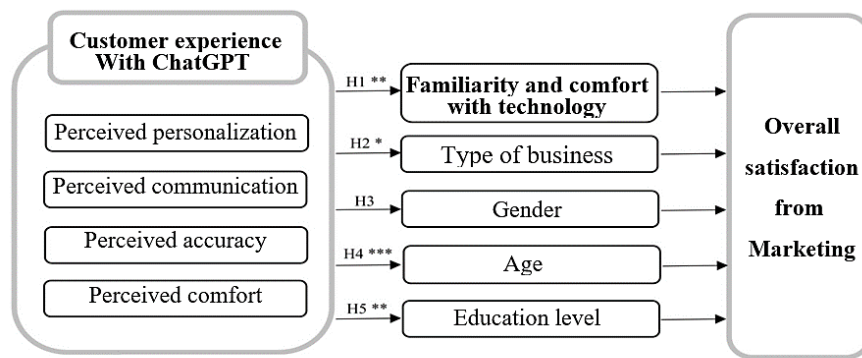 Customer experience
With ChatGPT
Perceived personalization
Perceived communication
Perceived accuracy
Perceived comfort
H1 **
Familiarity and comfort
with technology
H2 *
Type of business
H3
Gender
H4 ***
Age
H5 **
Education level
Overall
satisfaction
from
Marketing